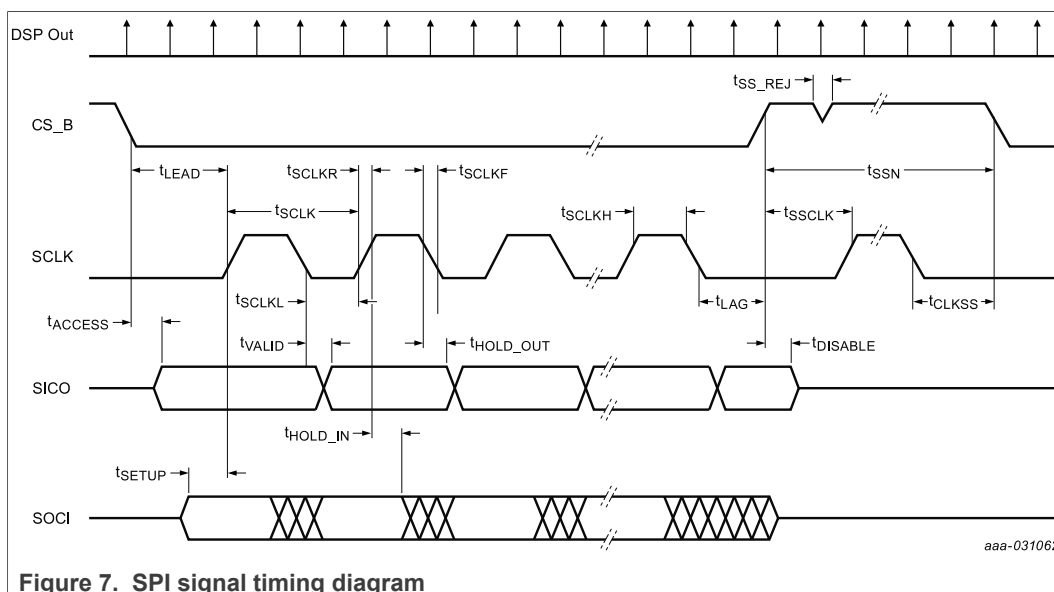 DSP Out
tSS_REJ
CS_B
tLEAD
tSCLKR
tSCLKF
tSSN
tSCLK
tSCLKH
tSSCLK
SCLK
tSCLKL
tLAG
tCLKSS
tACCESS
tVALID
tHOLD_OUT
tDISABLE
SICO
tHOLD_IN
tSETUP
SOCI
aaa-031062
Figure 7. SPI signal timing diagram